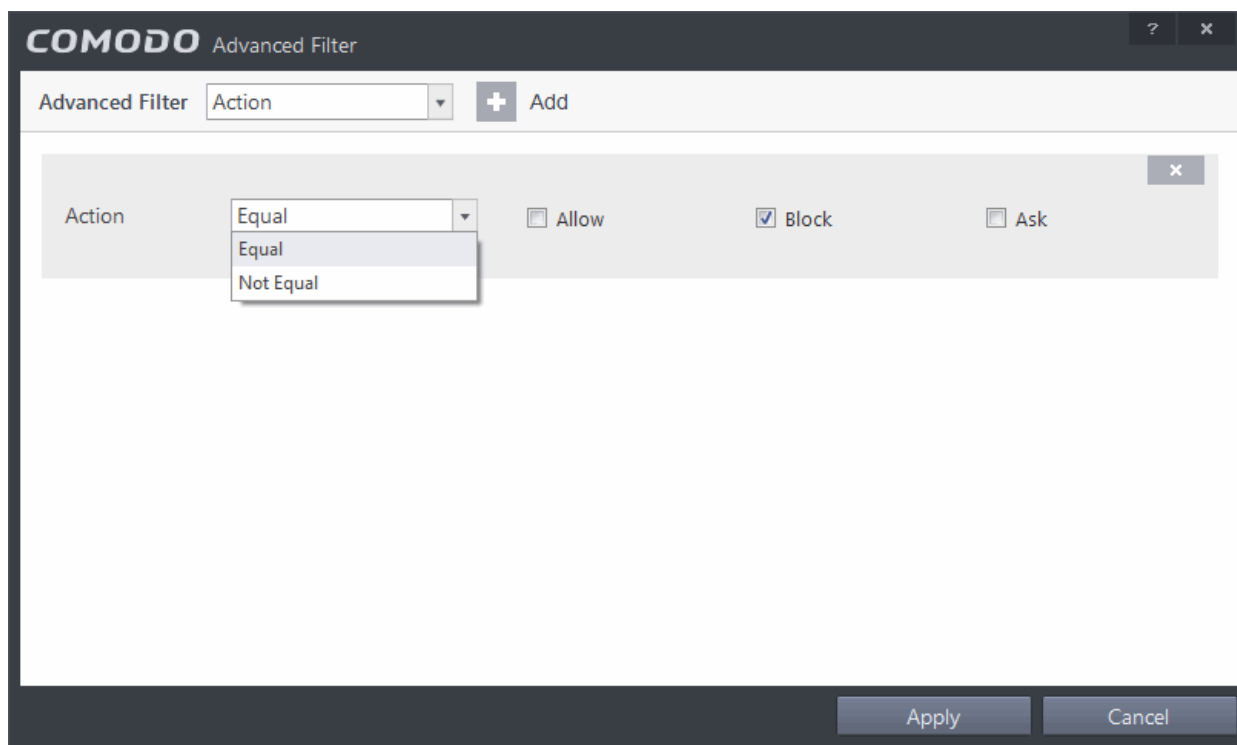 COMODO Advanced Filter ? ×
Advanced Filter Action Add
Action Equal Allow Block Ask
Equal
Not Equal
Apply Cancel